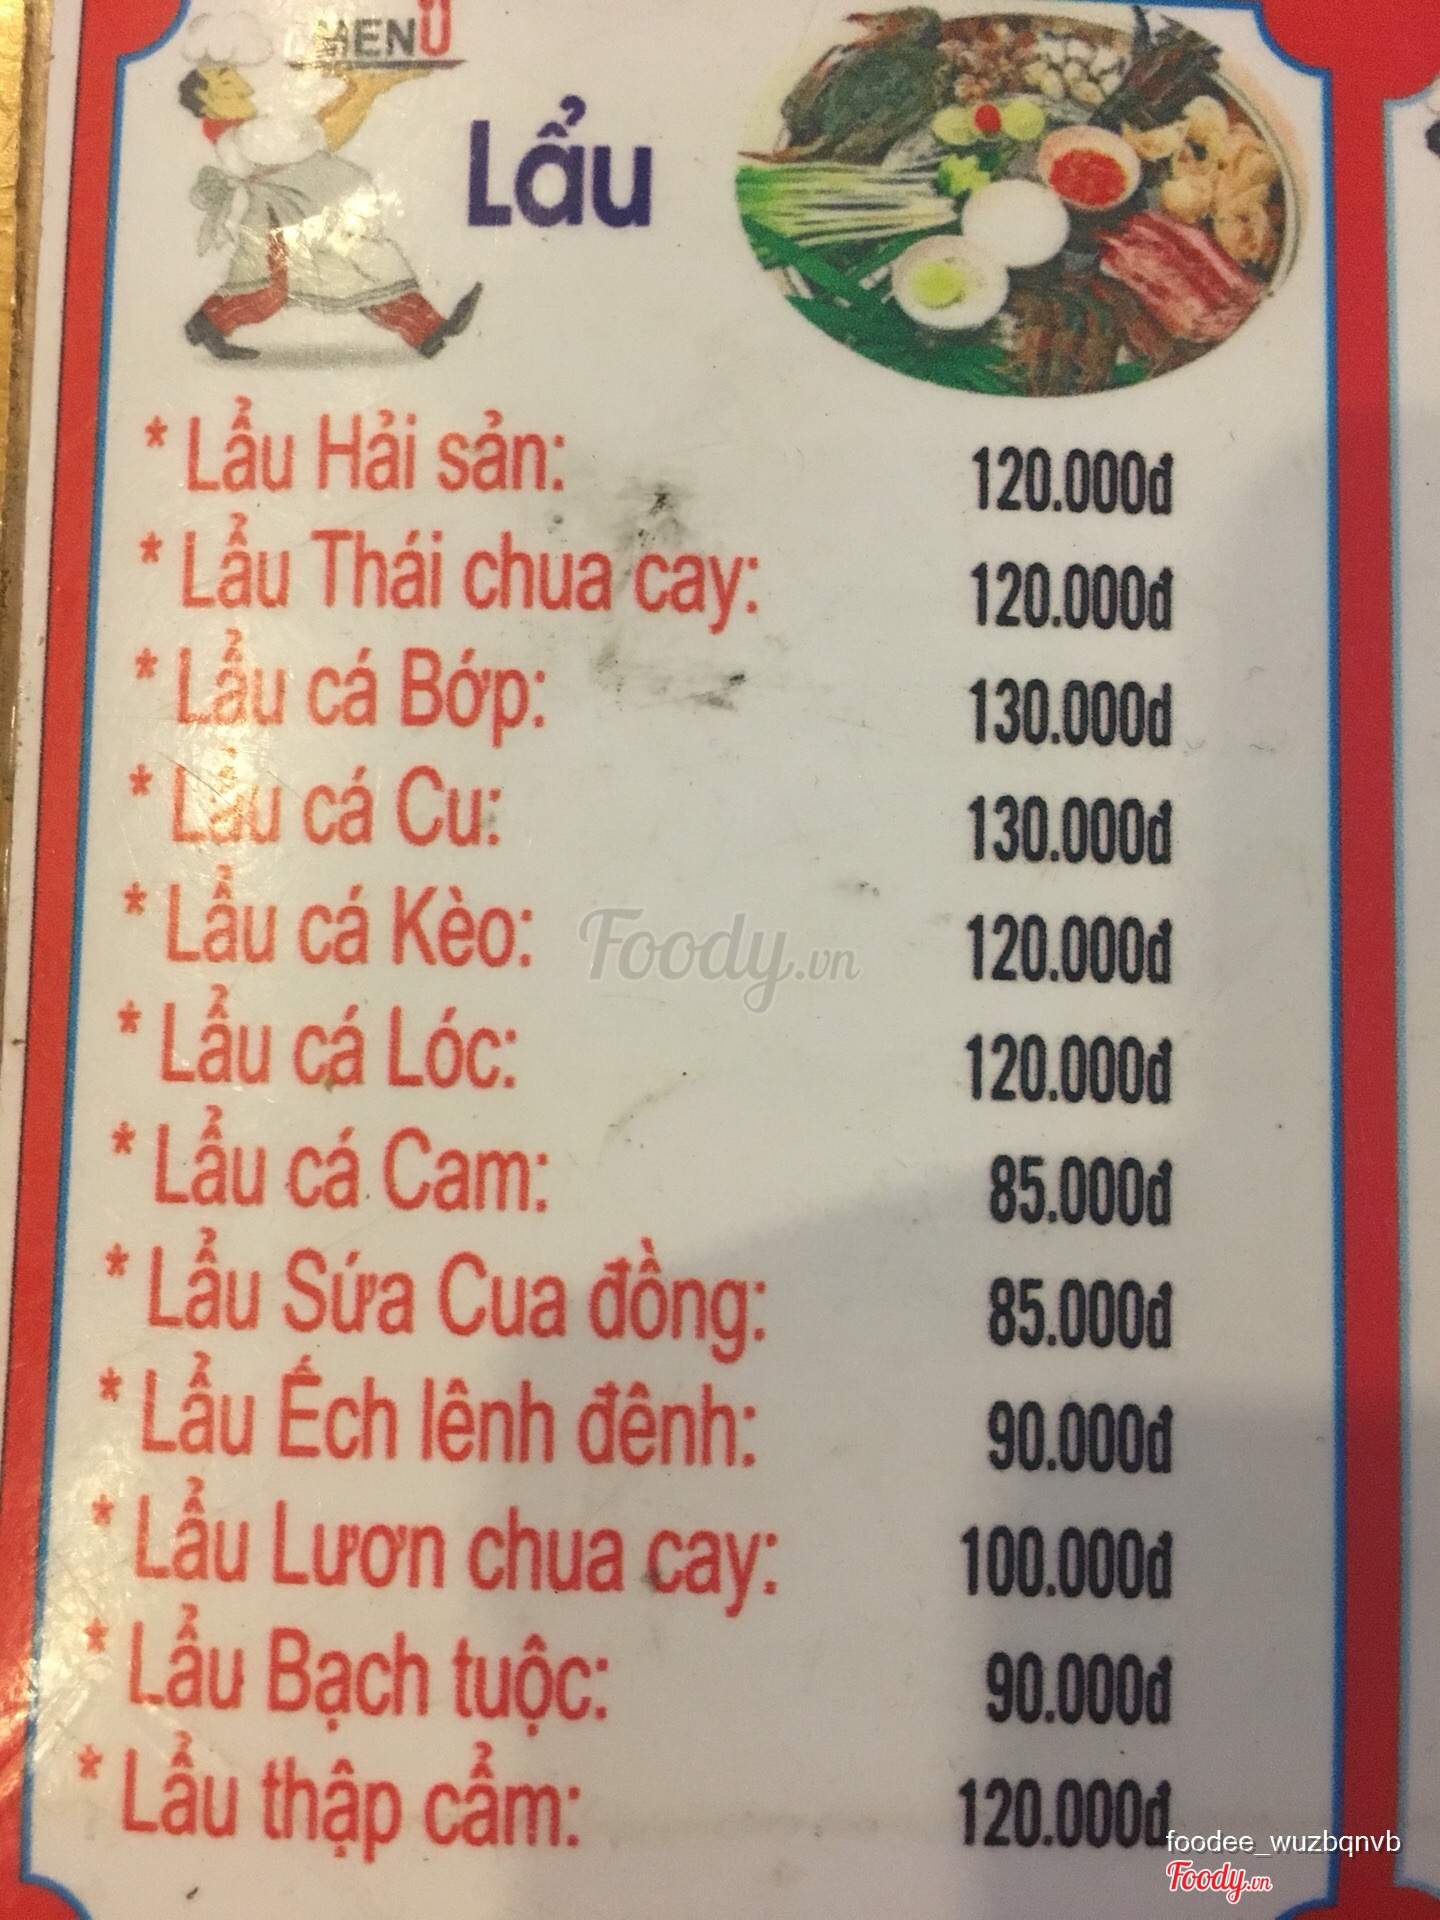 MENU
Lẩu
* Lẩu Hải sản: 120.000đ
* Lẩu Thái chua cay: 120.000đ
* Lẩu cá Bớp: 130.000đ
* Lẩu cá Cu: 130.000đ
* Lẩu cá Kèo: 120.000đ
Foody.vn
* Lẩu cá Lóc: 120.000đ
* Lẩu cá Cam: 85.000đ
* Lẩu Sứa Cua đồng: 85.000đ
* Lẩu Ếch lênh đênh: 90.000đ
* Lẩu Lươn chua cay: 100.000đ
* Lẩu Bạch tuộc: 90.000đ
* Lẩu thập cẩm: 120.000đ
foodee_wuzbqnvb
Foody.vn